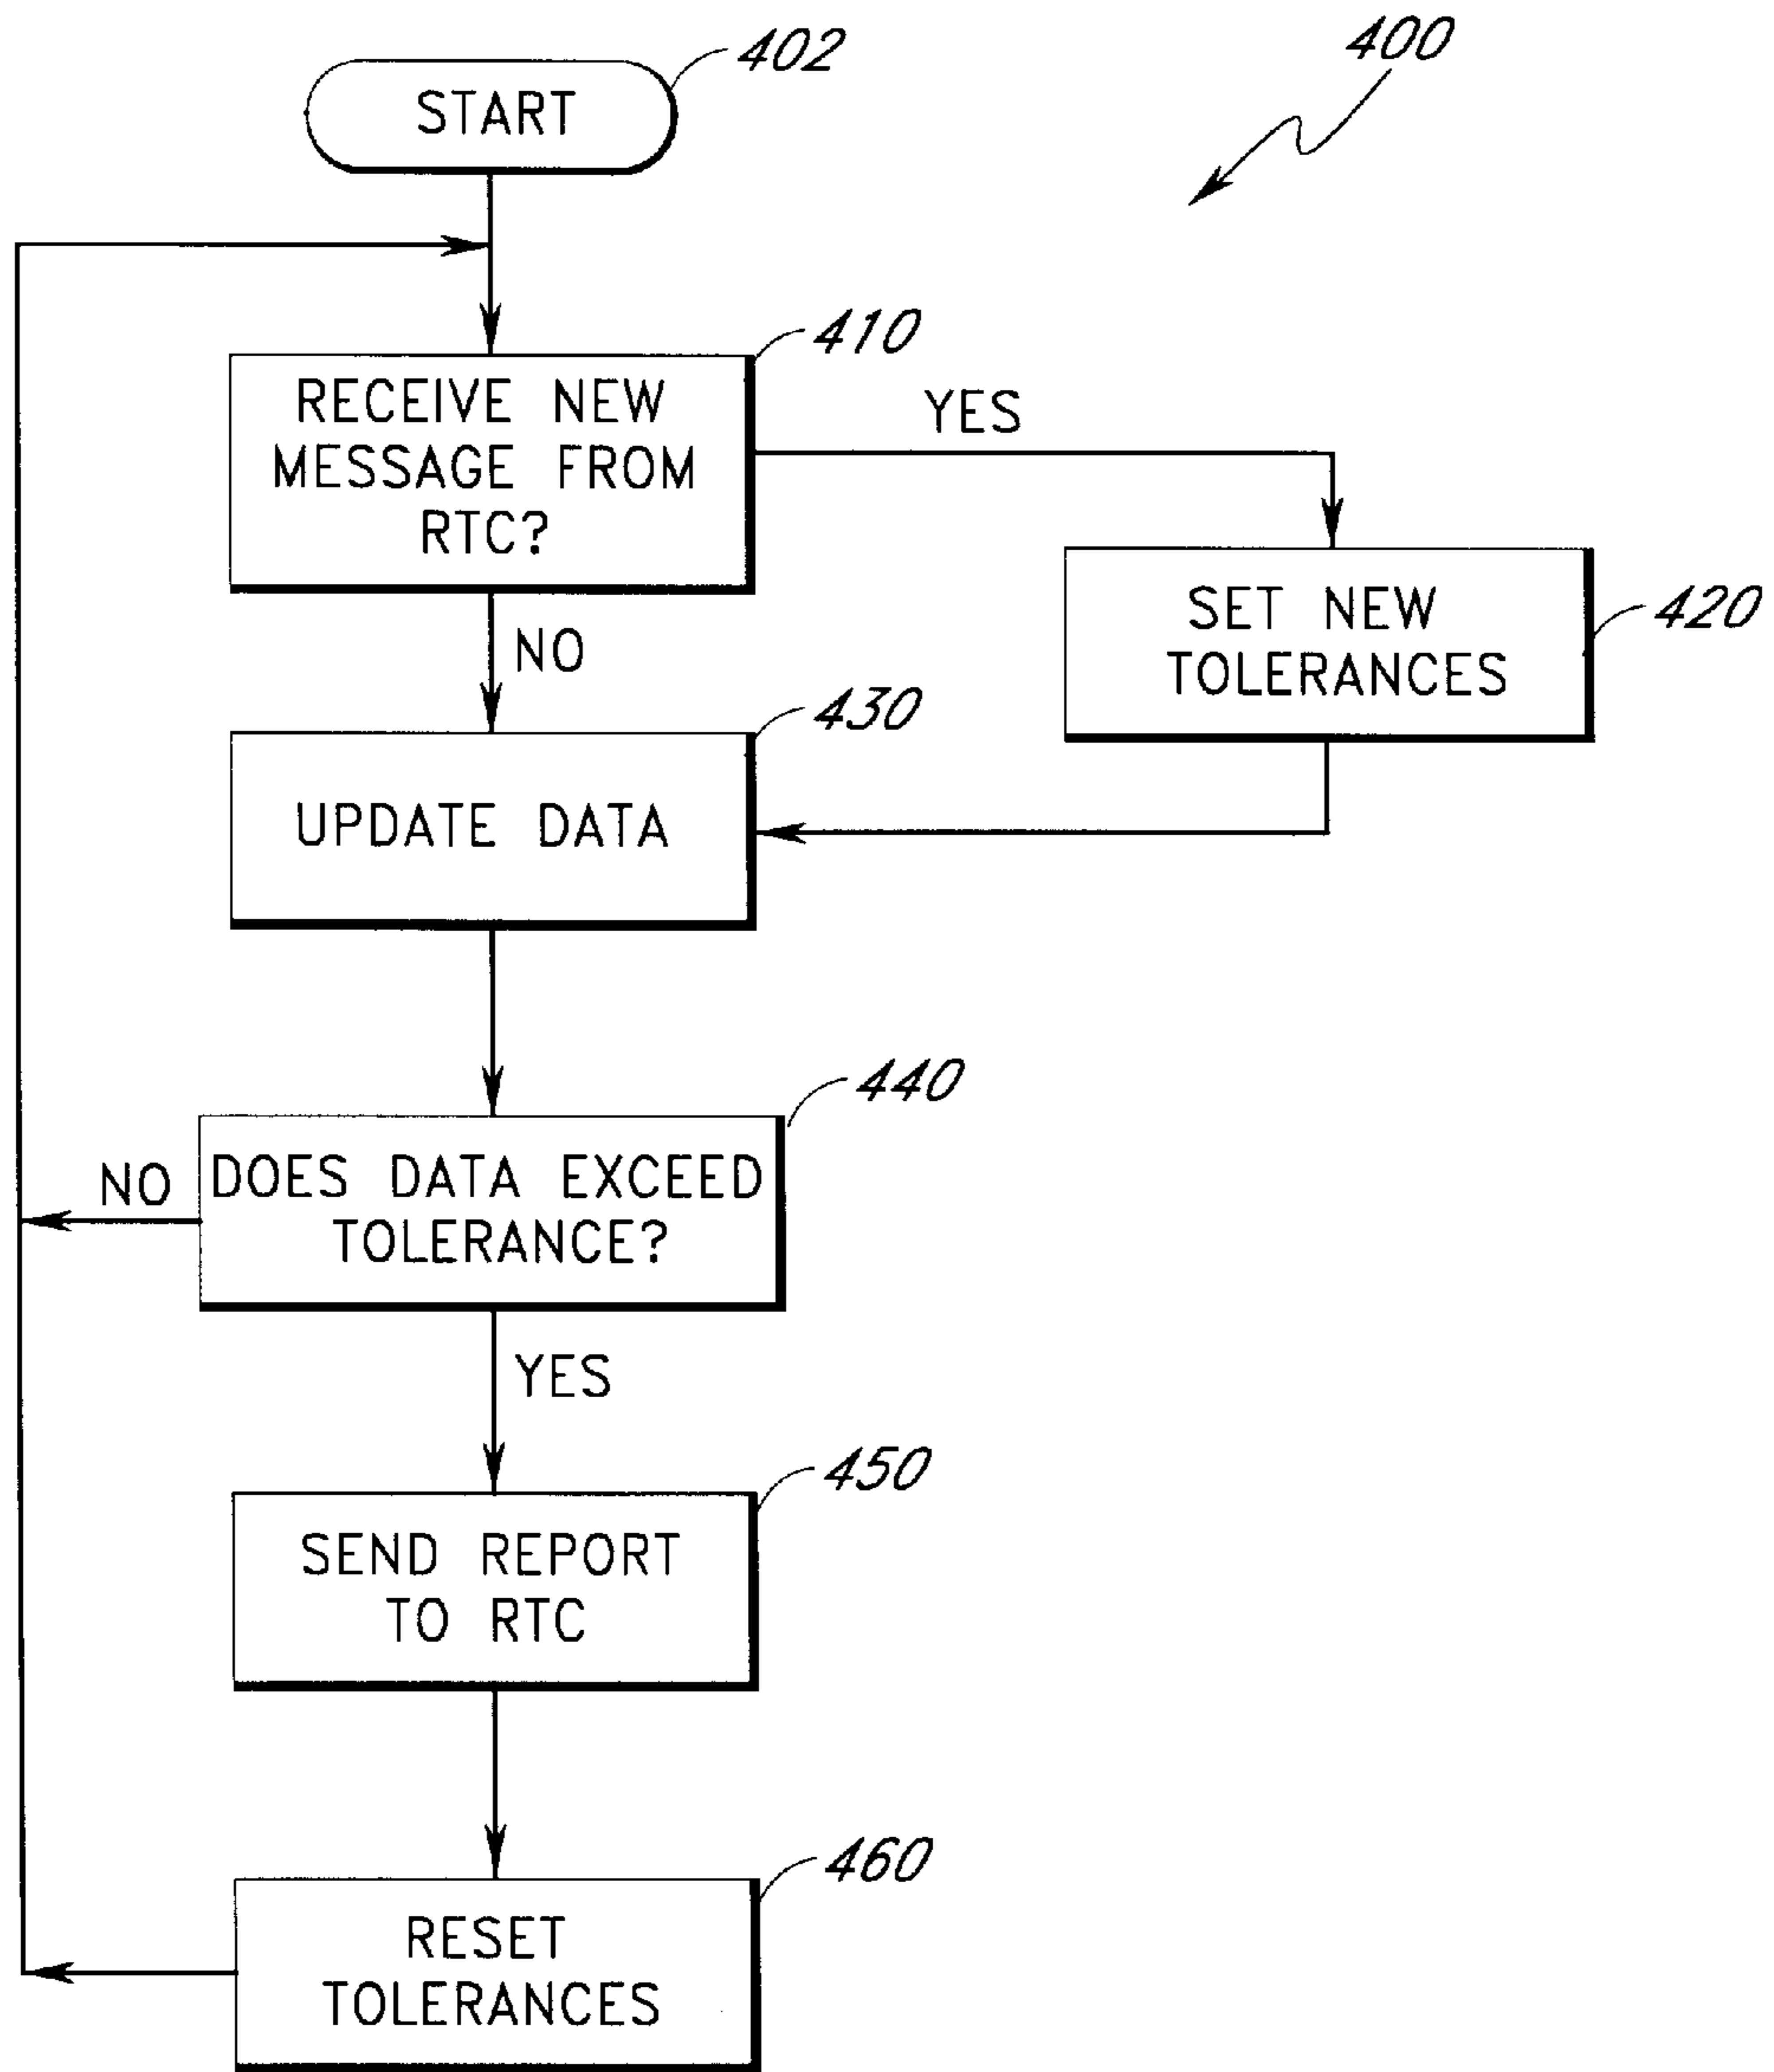 400
402
START
410
RECEIVE NEW
MESSAGE FROM
RTC?
YES
NO
420
SET NEW
TOLERANCES
430
UPDATE DATA
440
DOES DATA EXCEED
TOLERANCE?
NO
YES
450
SEND REPORT
TO RTC
460
RESET
TOLERANCES